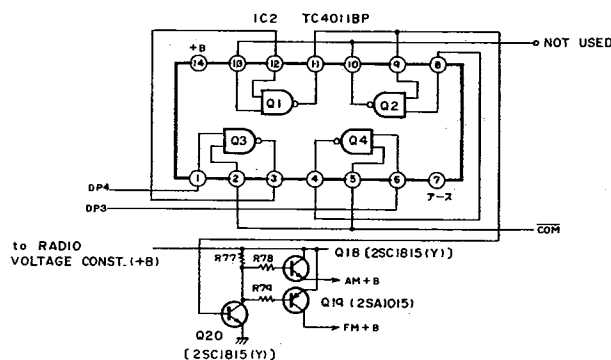 IC2 TC4011BP
+B
NOT USED
14 13 12 11 10 9 8
Q1 Q2
Q3 Q4
1 2 3 4 5 6 7
アース
DP4
DP3
COM
to RADIO
VOLTAGE CONST.(+B)
R77
R78
Q18 [2SC1815(Y)]
AM+B
R79
Q19 (2SA1015)
FM+B
Q20
[2SC1815(Y)]